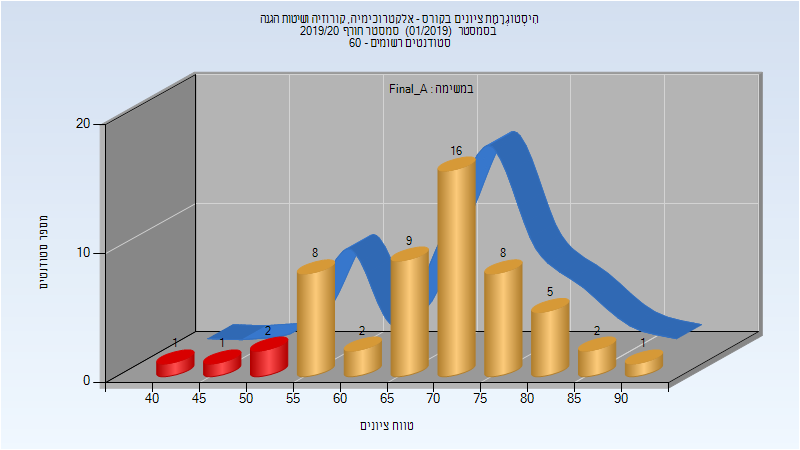 היסטוגרמת ציונים בקורס - אלקטרוכימיה, קורוזיה ושיטות הגנה
בסמסטר (01/2019) סמסטר חורף 2019/20
סטודנטים רשומים - 60
במשימה : Final_A
20
10
0
מספר סטודנטים
1
1
2
8
2
9
16
8
5
2
1
40 45 50 55 60 65 70 75 80 85 90
טווח ציונים